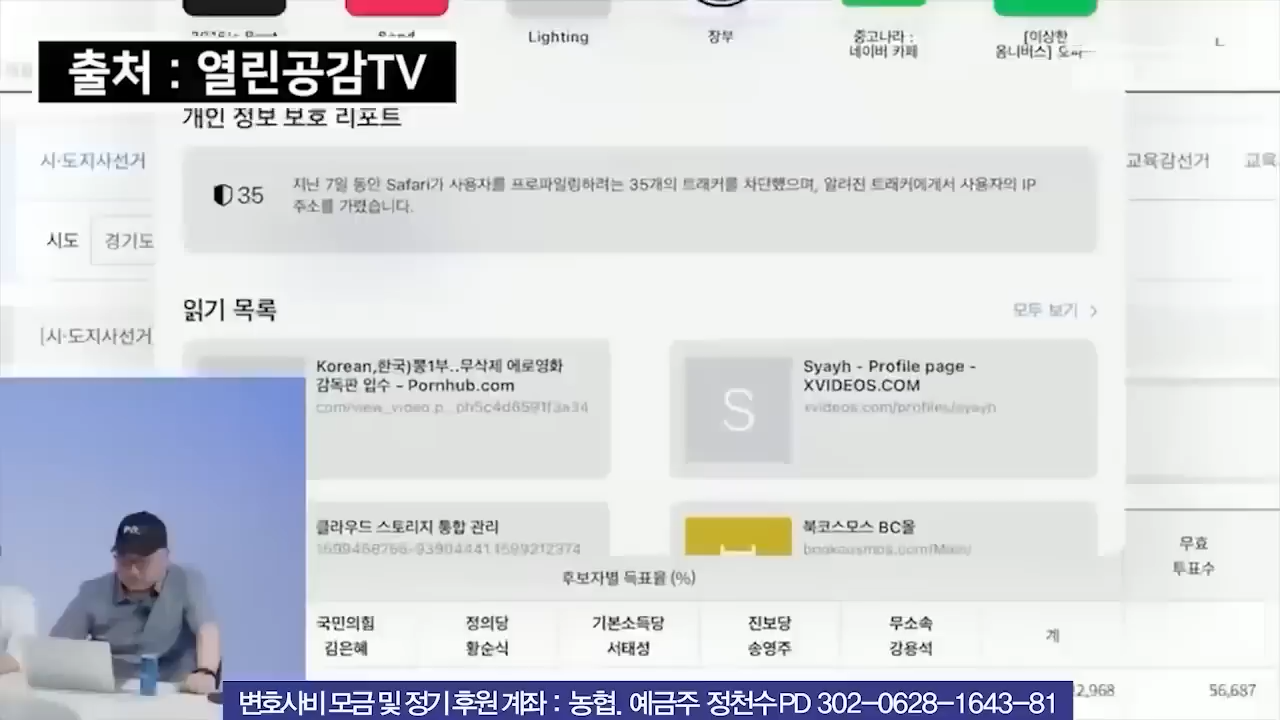 Lighting
장부
중고나라 :
네이버 카페
[이상한
옴니버스]
출처 : 열린공감TV
개인 정보 보호 리포트
시·도지사선거
교육감선거
35
지난 7일 동안 Safari가 사용자를 프로파일링하려는 35개의 트래커를 차단했으며, 알려진 트래커에게서 사용자의 IP
주소를 가렸습니다.
시도
경기도
읽기 목록
모두 보기 >
[시·도지사선거
Korean,한국)뽕1부..무삭제 에로영화
감독판 입수 - Pornhub.com
S
Syayh - Profile page -
XVIDEOS.COM
xvideos.com/profiles/syayh
클라우드 스토리지 통합 관리
북코스모스 BC몰
무효
투표수
후보자별 득표율 (%)
국민의힘
김은혜
정의당
황순식
기본소득당
서태성
진보당
송영주
무소속
강용석
계
56,687
변호사비 모금 및 정기 후원 계좌 : 농협. 예금주 정천수PD 302-0628-1643-81